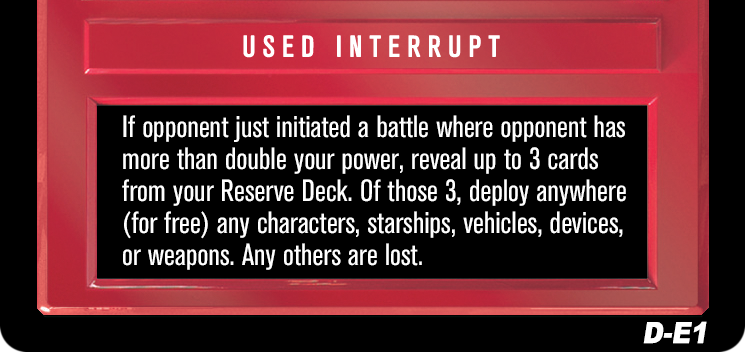 USED INTERRUPT
If opponent just initiated a battle where opponent has
more than double your power, reveal up to 3 cards
from your Reserve Deck. Of those 3, deploy anywhere
(for free) any characters, starships, vehicles, devices,
or weapons. Any others are lost.
D-E1